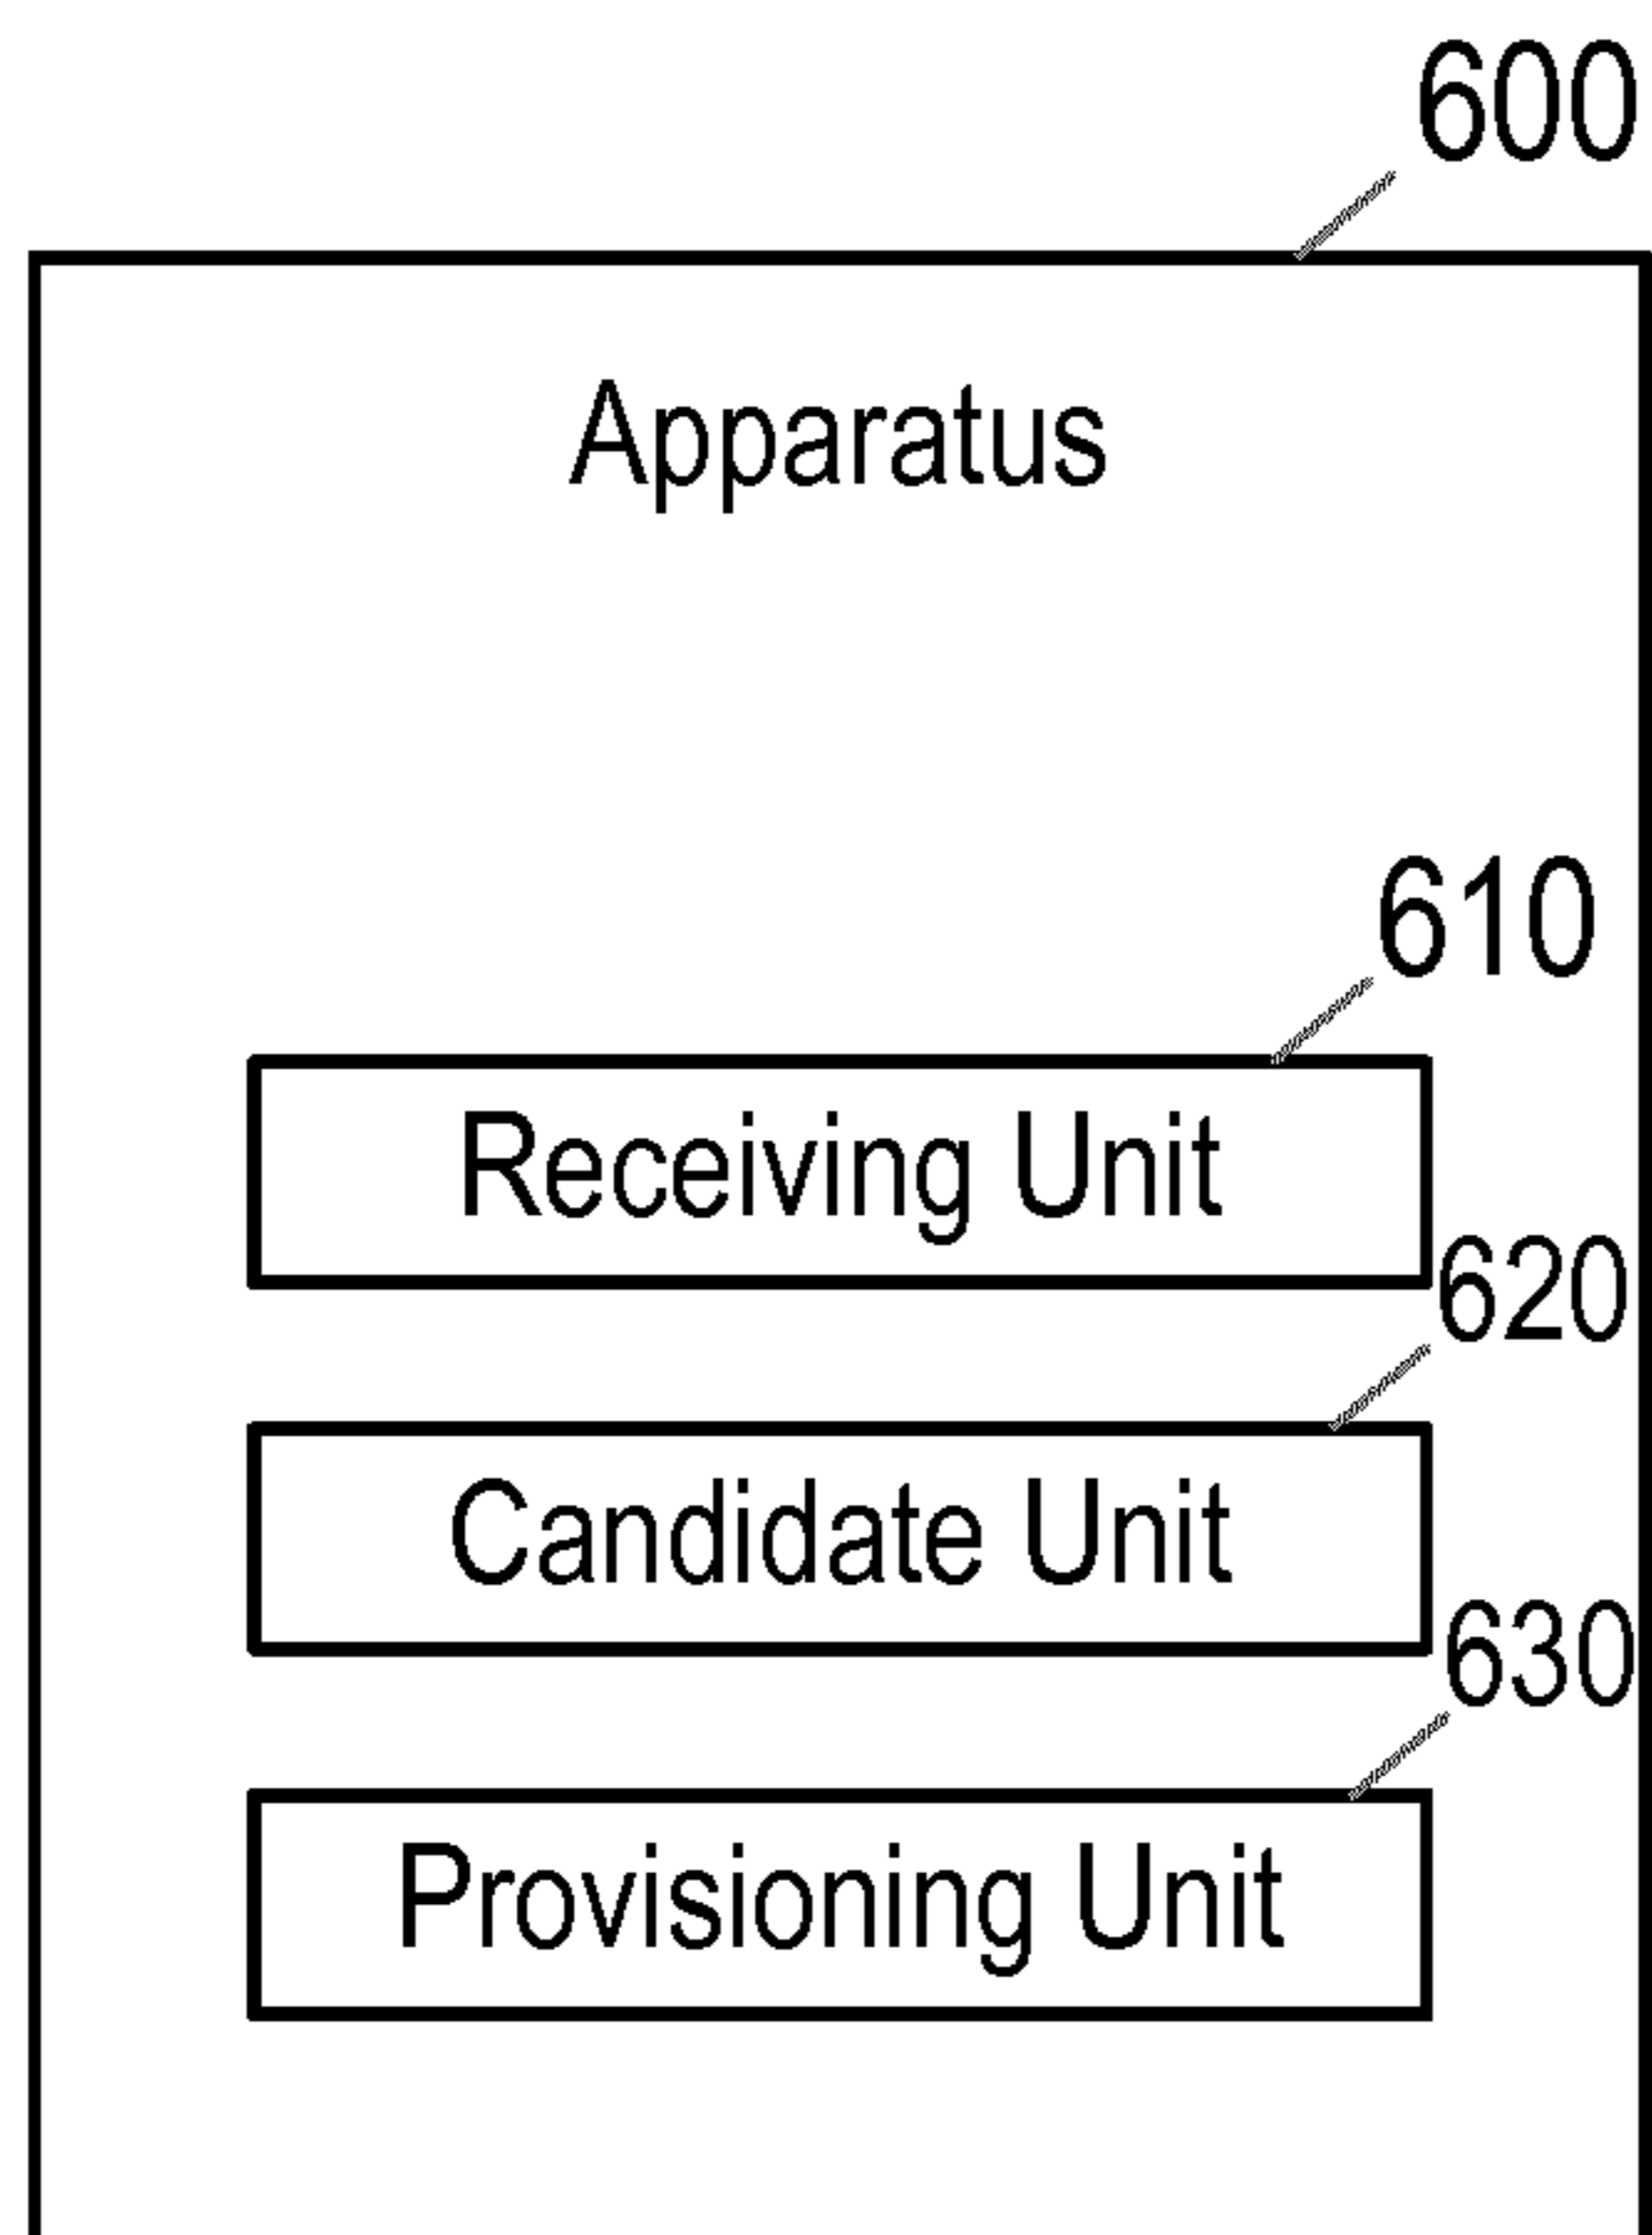 600
Apparatus
610
Receiving Unit
620
Candidate Unit
630
Provisioning Unit